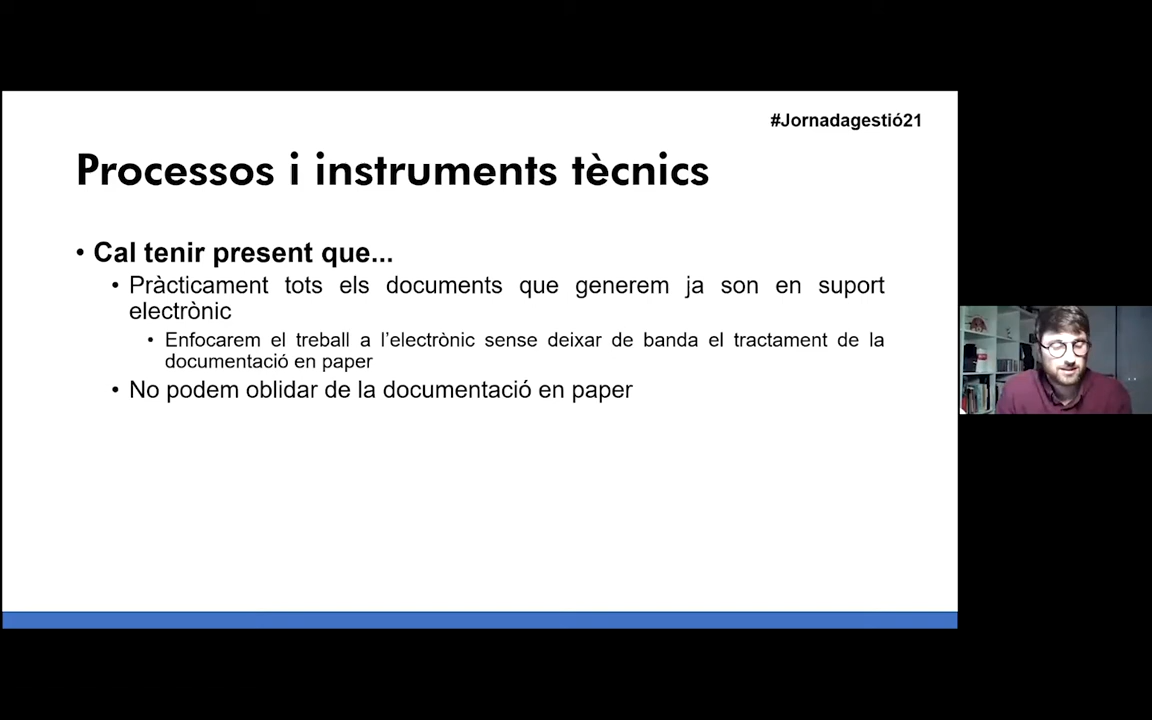 #Jornadagestió21
Processos i instruments tècnics
• Cal tenir present que...
• Pràcticament tots els documents que generem ja son en suport
electrònic
• Enfocarem el treball a l’electrònic sense deixar de banda el tractament de la
documentació en paper
• No podem oblidar de la documentació en paper